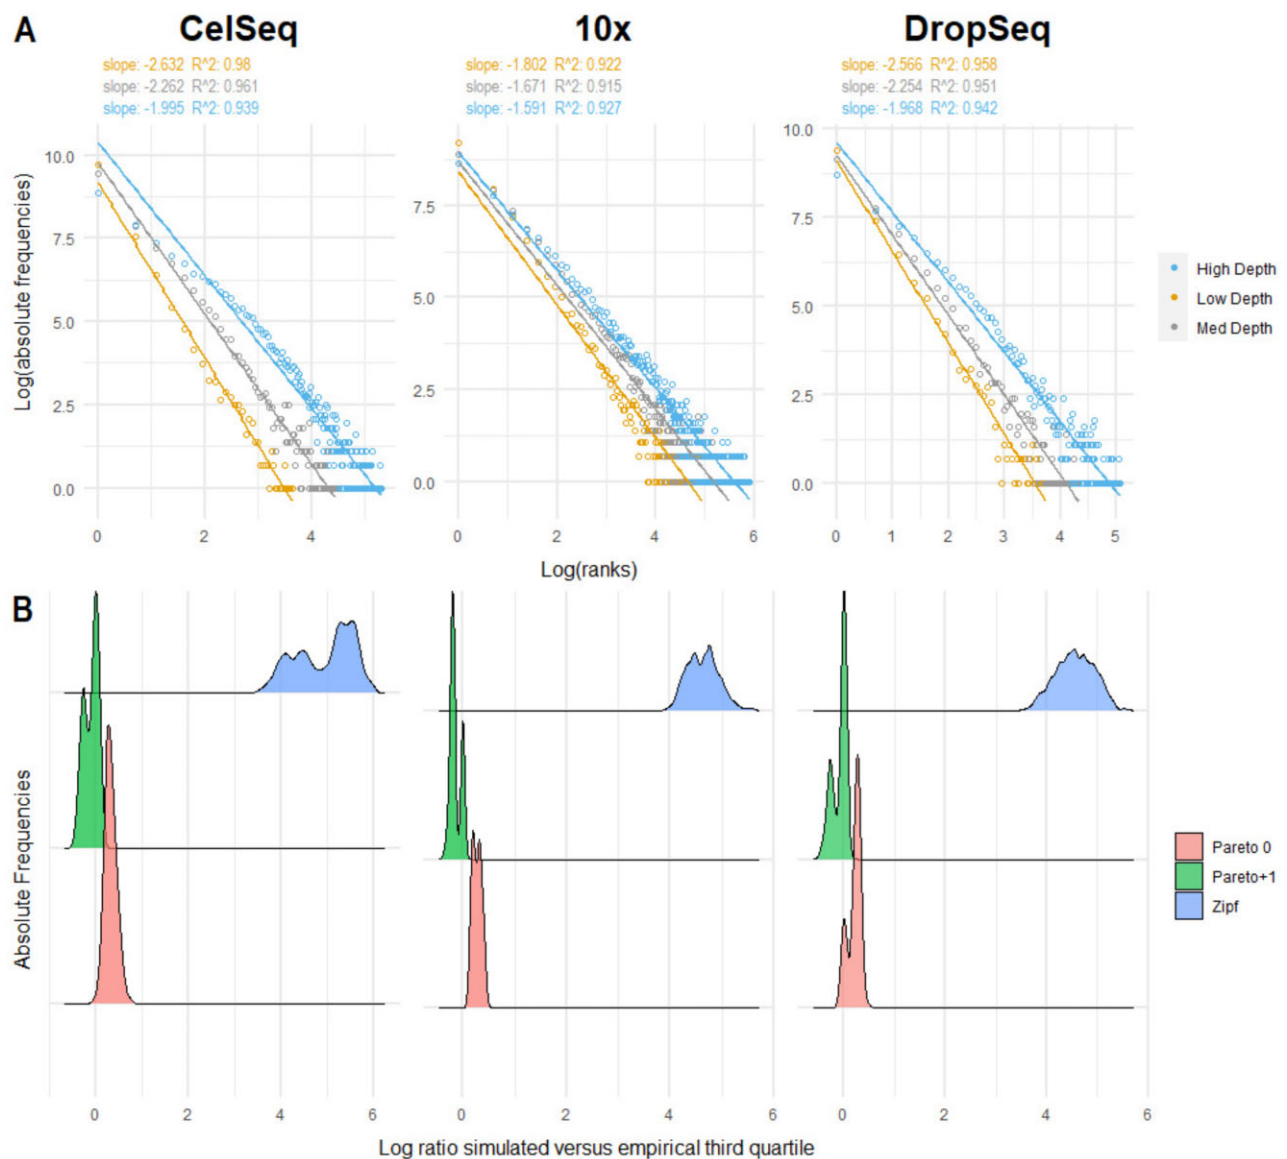 A
CelSeq
10x
DropSeq
slope: -2.632 R^2: 0.98
slope: -2.262 R^2: 0.961
slope: -1.995 R^2: 0.939
slope: -1.802 R^2: 0.922
slope: -1.671 R^2: 0.915
slope: -1.591 R^2: 0.927
slope: -2.566 R^2: 0.958
slope: -2.254 R^2: 0.951
slope: -1.968 R^2: 0.942
Log(absolute frequencies)
10.0
7.5
5.0
2.5
0.0
0 2 4
7.5
5.0
2.5
0.0
0 2 4 6
10.0
7.5
5.0
2.5
0.0
0 1 2 3 4 5
Log(ranks)
High Depth
Low Depth
Med Depth
B
Absolute Frequencies
0 2 4 6
0 2 4 6
0 2 4 6
Log ratio simulated versus empirical third quartile
Pareto 0
Pareto+1
Zipf